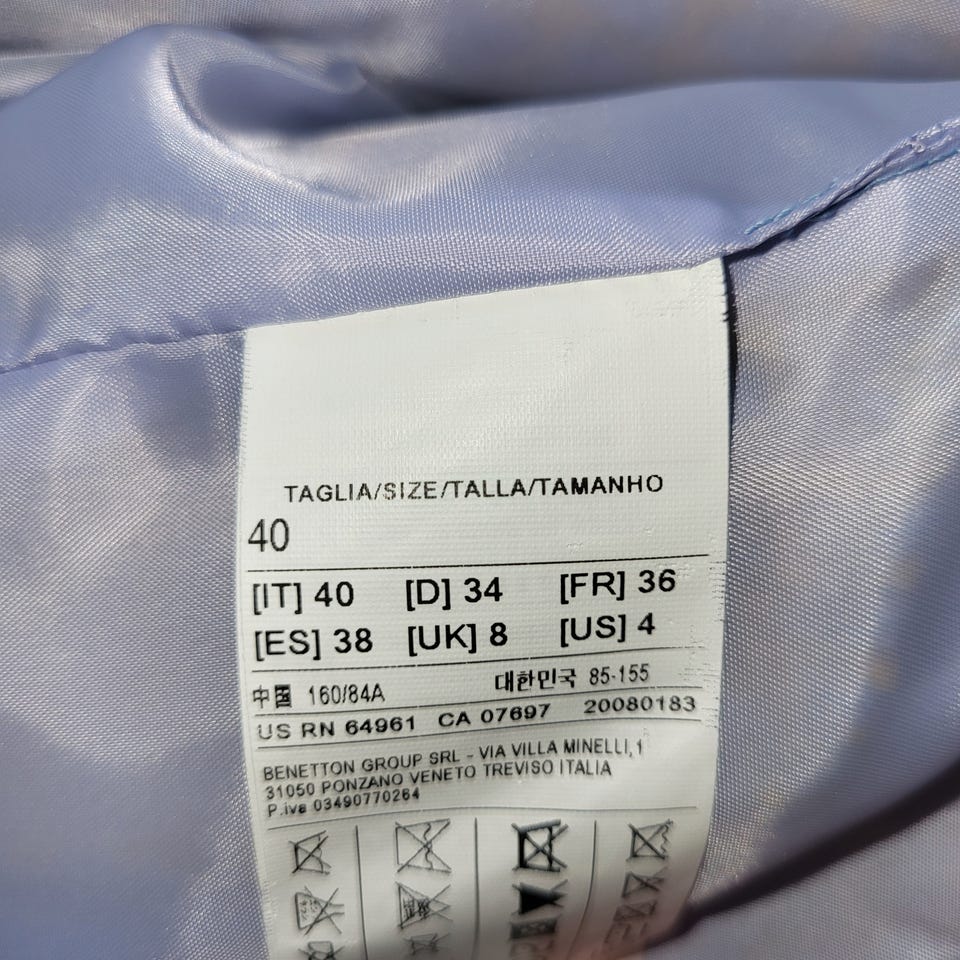 TAGLIA/SIZE/TALLA/TAMANHO
40
[IT] 40 [D] 34 [FR] 36
[ES] 38 [UK] 8 [US] 4
中国 160/84A 대한민국 85-155
US RN 64961 CA 07697 20080183
BENETTON GROUP SRL - VIA VILLA MINELLI, 1
31050 PONZANO VENETO TREVISO ITALIA
P.iva 03490770264